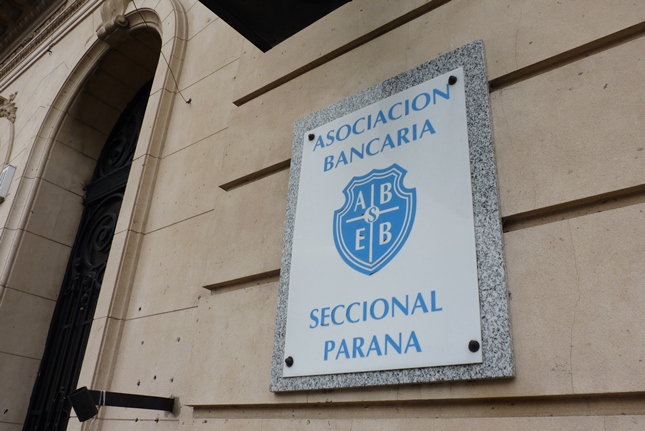 ASOCIACION
BANCARIA
A B
S
E B
SECCIONAL
PARANA